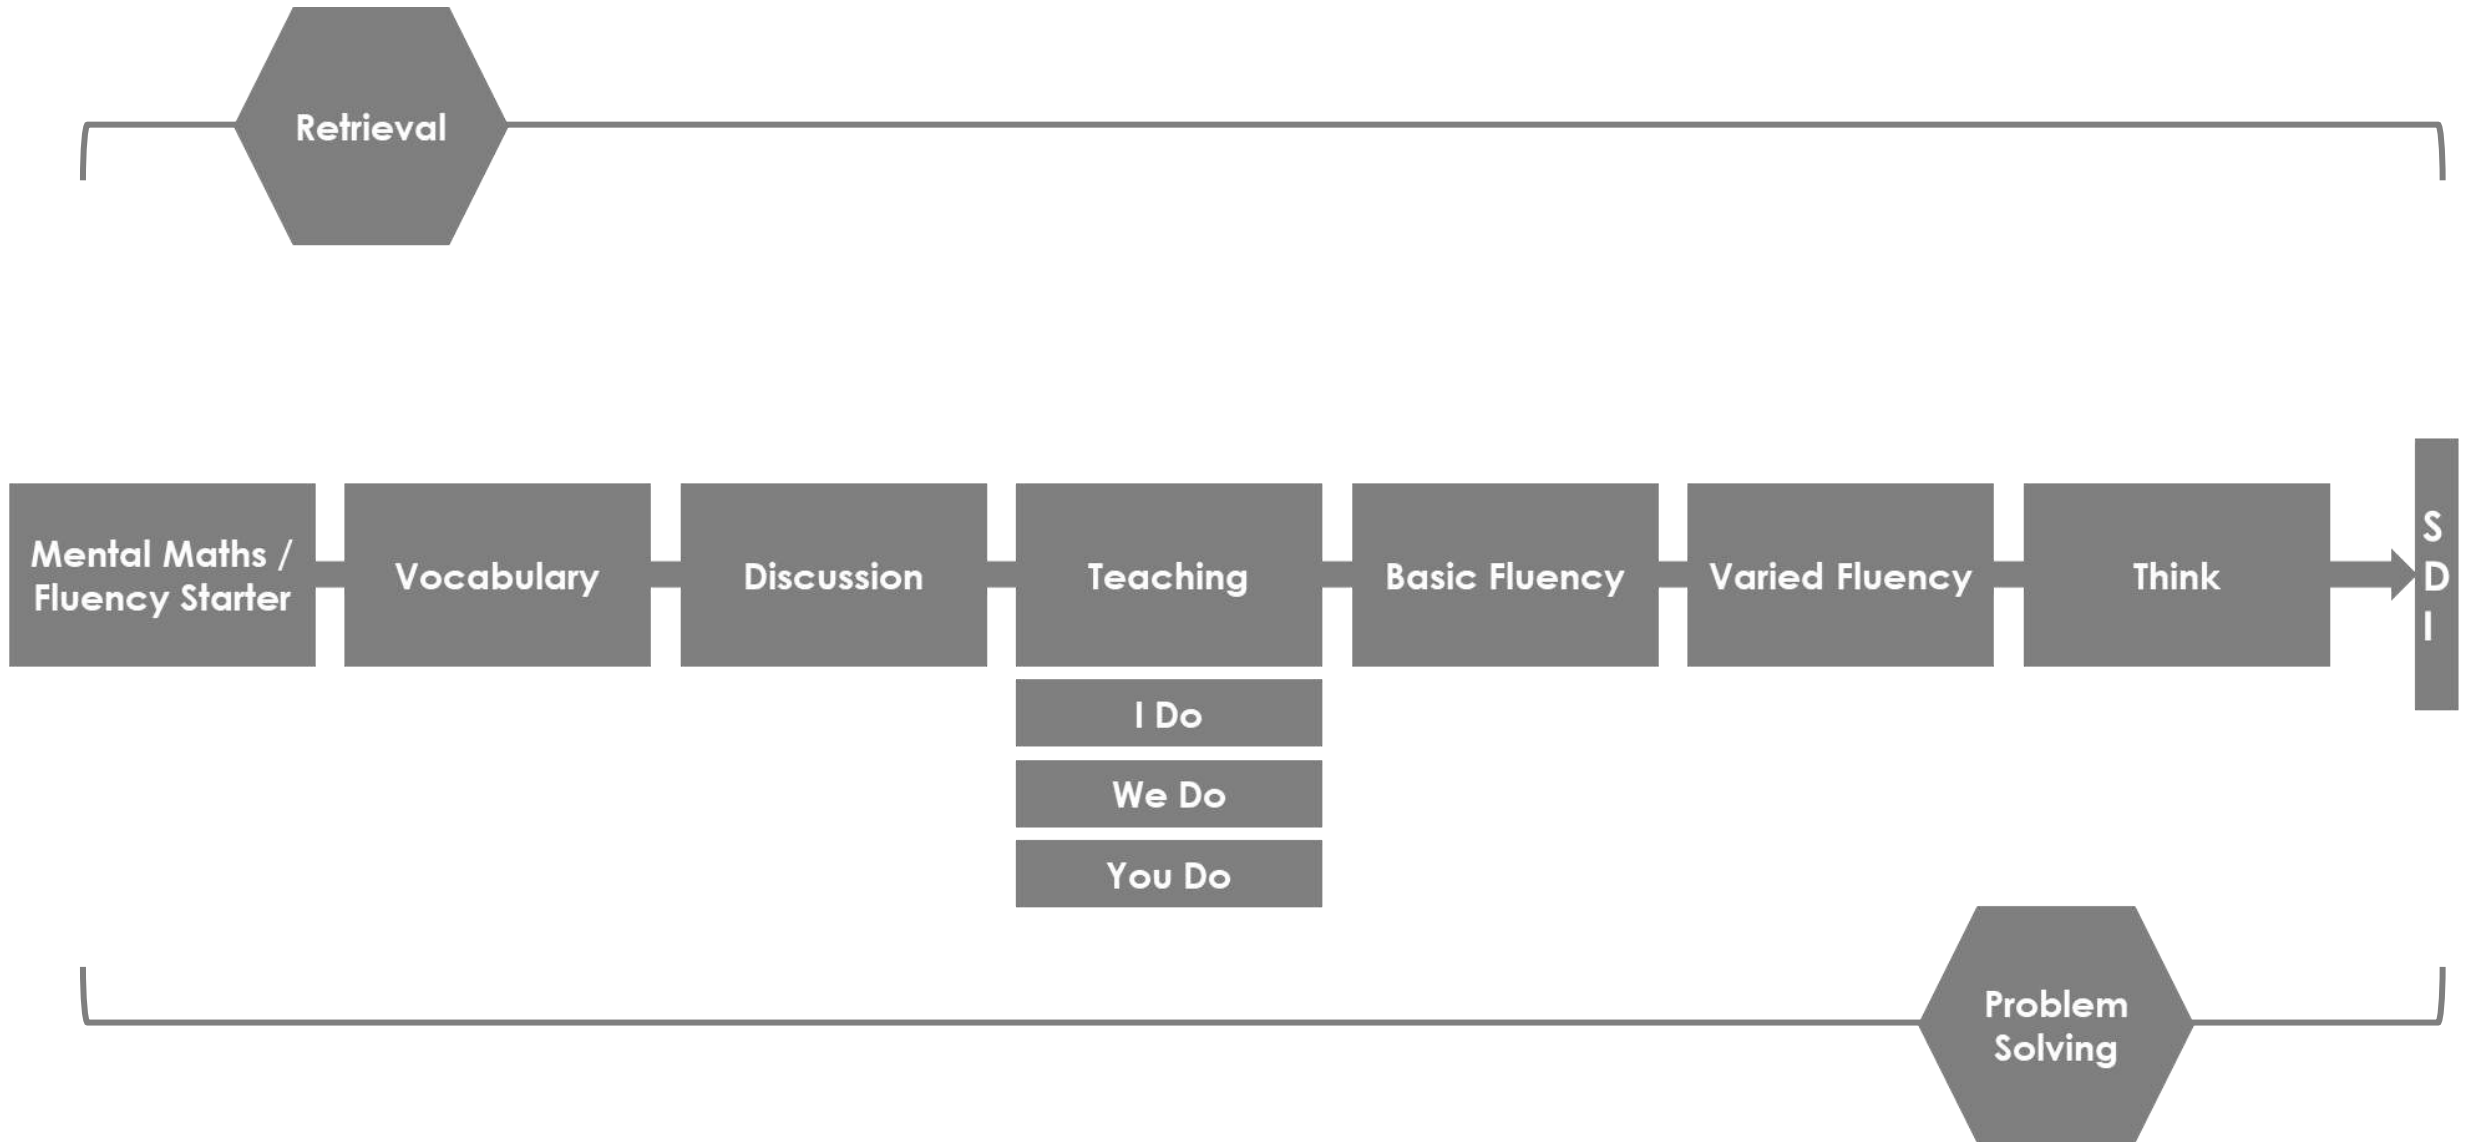 Retrieval
Mental Maths /
Fluency Starter
Vocabulary
Discussion
Teaching
Basic Fluency
Varied Fluency
Think
S
D
I
I Do
We Do
You Do
Problem
Solving